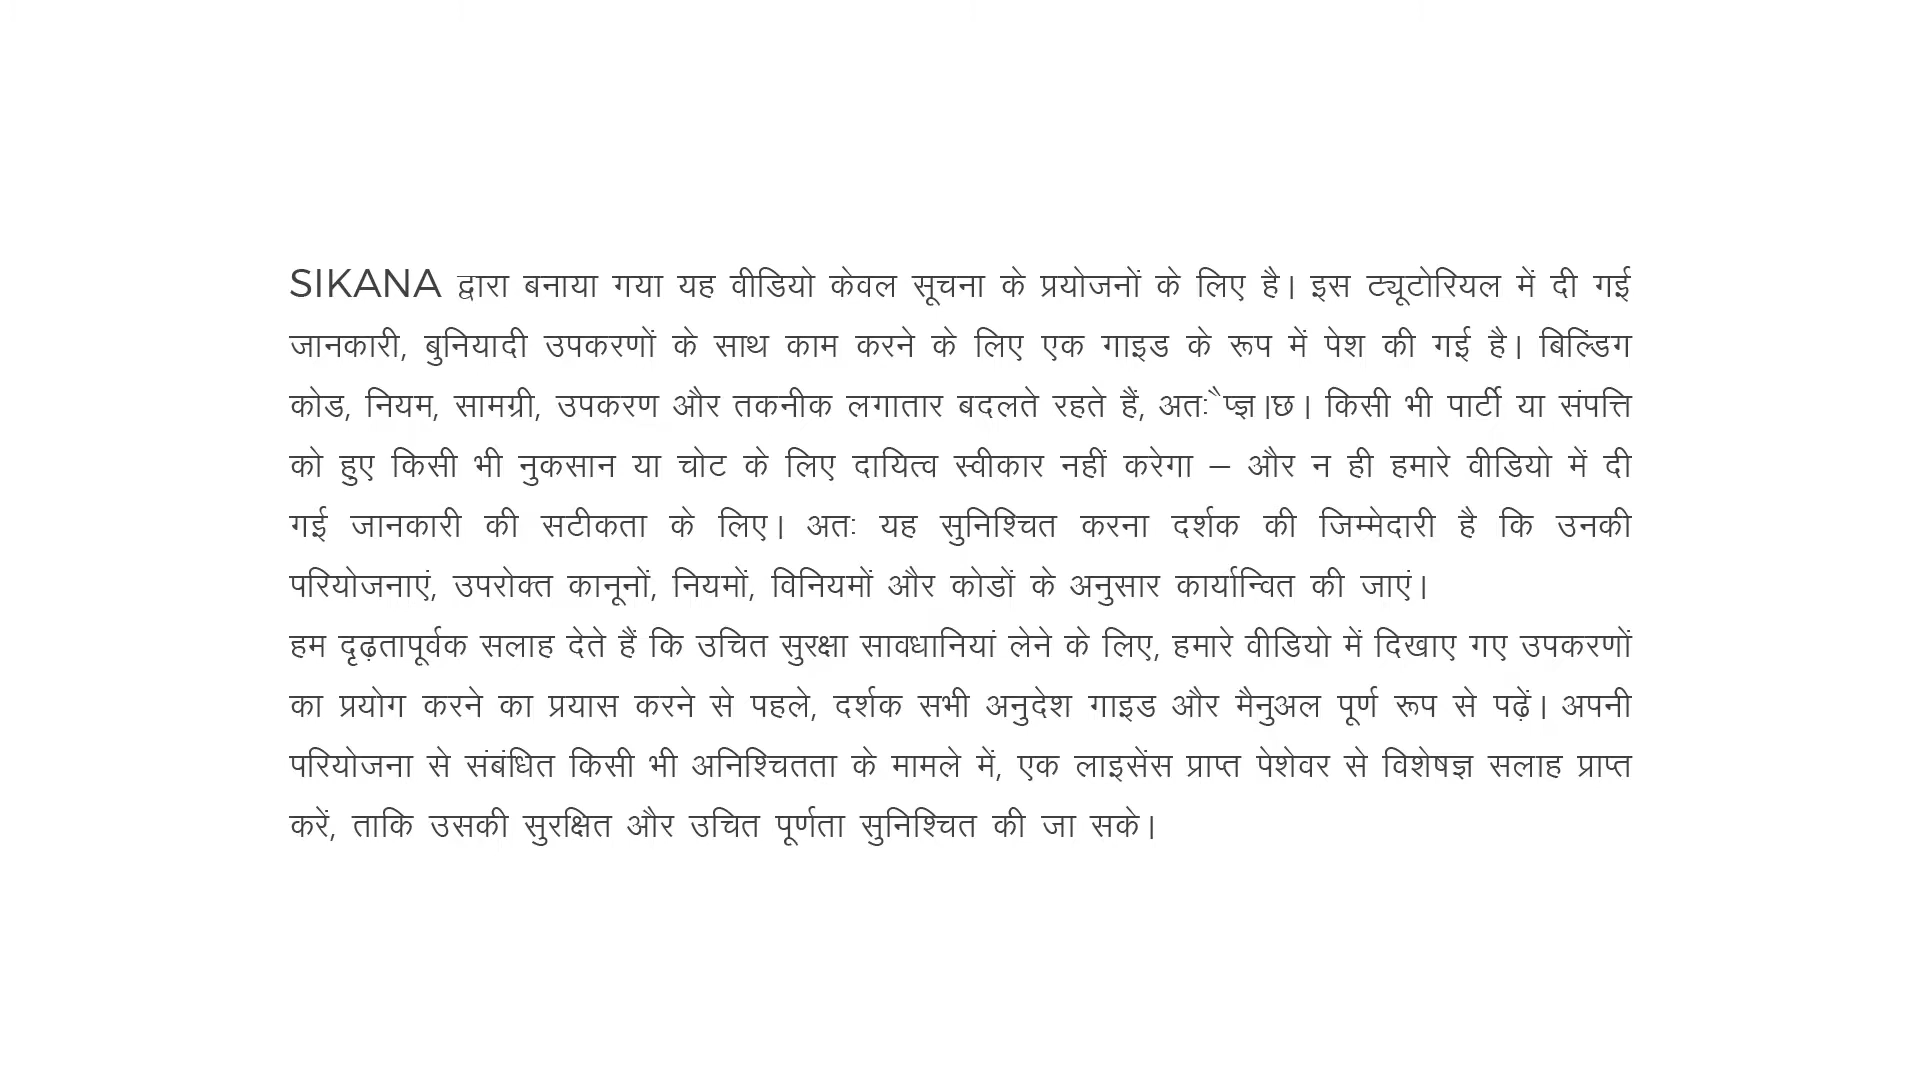 SIKANA द्वारा बनाया गया यह वीडियो केवल सूचना के प्रयोजनों के लिए है। इस ट्यूटोरियल में दी गई
जानकारी, बुनियादी उपकरणों के साथ काम करने के लिए एक गाइड के रूप में पेश की गई है। बिल्डिंग
कोड, नियम, सामग्री, उपकरण और तकनीक लगातार बदलते रहते हैं, अतः ैप्ज्ञ।छ। किसी भी पार्टी या संपत्ति
को हुए किसी भी नुकसान या चोट के लिए दायित्व स्वीकार नहीं करेगा – और न ही हमारे वीडियो में दी
गई जानकारी की सटीकता के लिए। अतः यह सुनिश्चित करना दर्शक की जिम्मेदारी है कि उनकी
परियोजनाएं, उपरोक्त कानूनों, नियमों, विनियमों और कोडों के अनुसार कार्यान्वित की जाएं।
हम दृढ़तापूर्वक सलाह देते हैं कि उचित सुरक्षा सावधानियां लेने के लिए, हमारे वीडियो में दिखाए गए उपकरणों
का प्रयोग करने का प्रयास करने से पहले, दर्शक सभी अनुदेश गाइड और मैनुअल पूर्ण रूप से पढ़ें। अपनी
परियोजना से संबंधित किसी भी अनिश्चितता के मामले में, एक लाइसेंस प्राप्त पेशेवर से विशेषज्ञ सलाह प्राप्त
करें, ताकि उसकी सुरक्षित और उचित पूर्णता सुनिश्चित की जा सके।